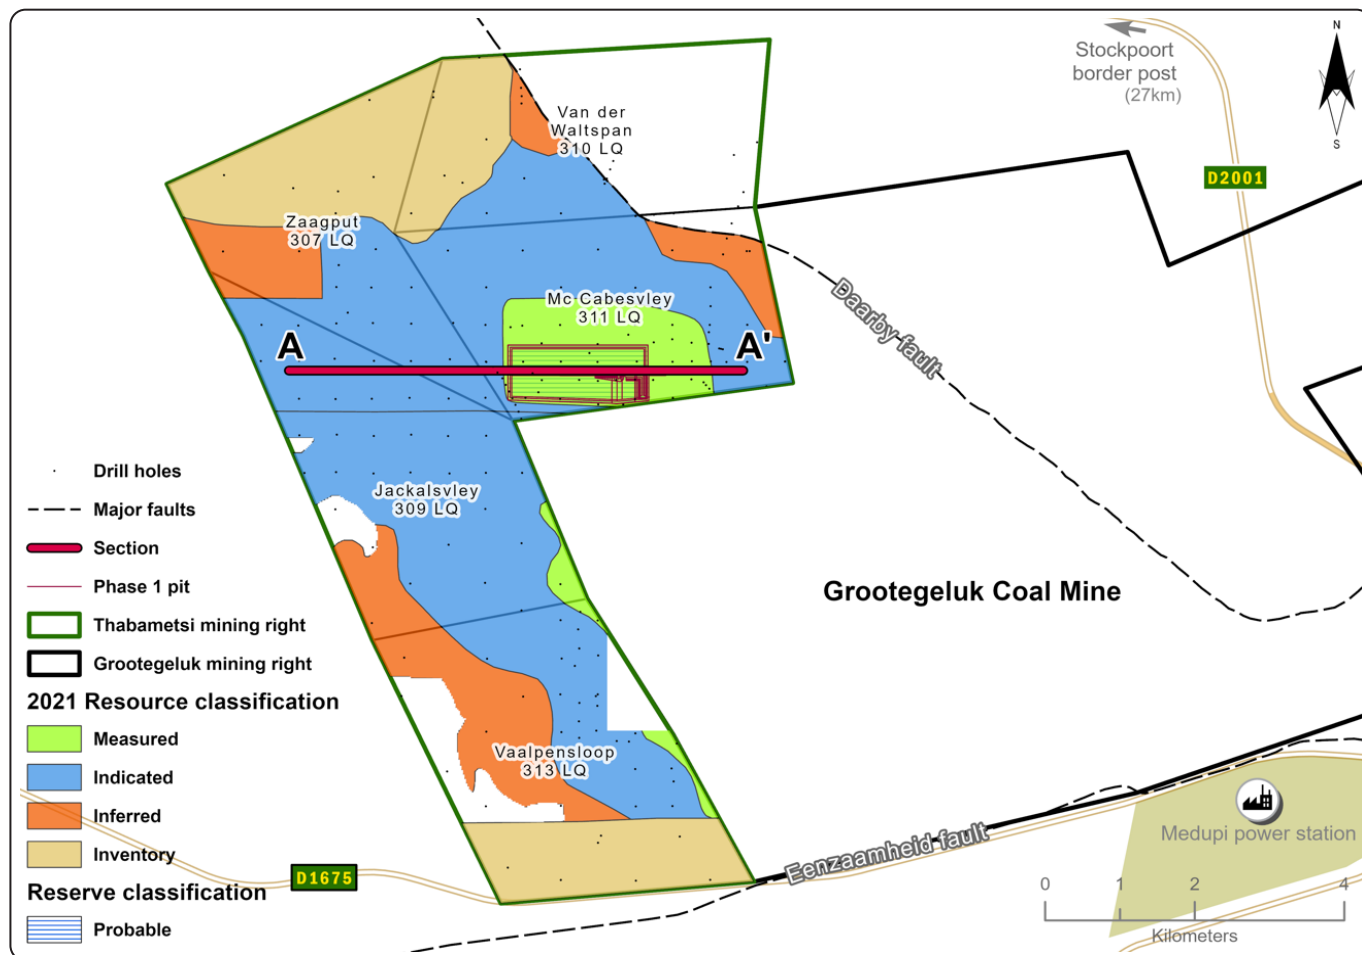 N
Stockpoort
border post
(27km)
S
D2001
Van der
Waltspan
310 LQ
Zaagput
307 LQ
Mc Cabesvley
311 LQ
A
A'
Daarby fault
Jackalsvley
309 LQ
Grootegeluk Coal Mine
Vaalpensloop
313 LQ
Eenzaamheid fault
Medupi power station
D1675
Drill holes
Major faults
Section
Phase 1 pit
Thabametsi mining right
Grootegeluk mining right
2021 Resource classification
Measured
Indicated
Inferred
Inventory
Reserve classification
Probable
0 1 2 4
Kilometers